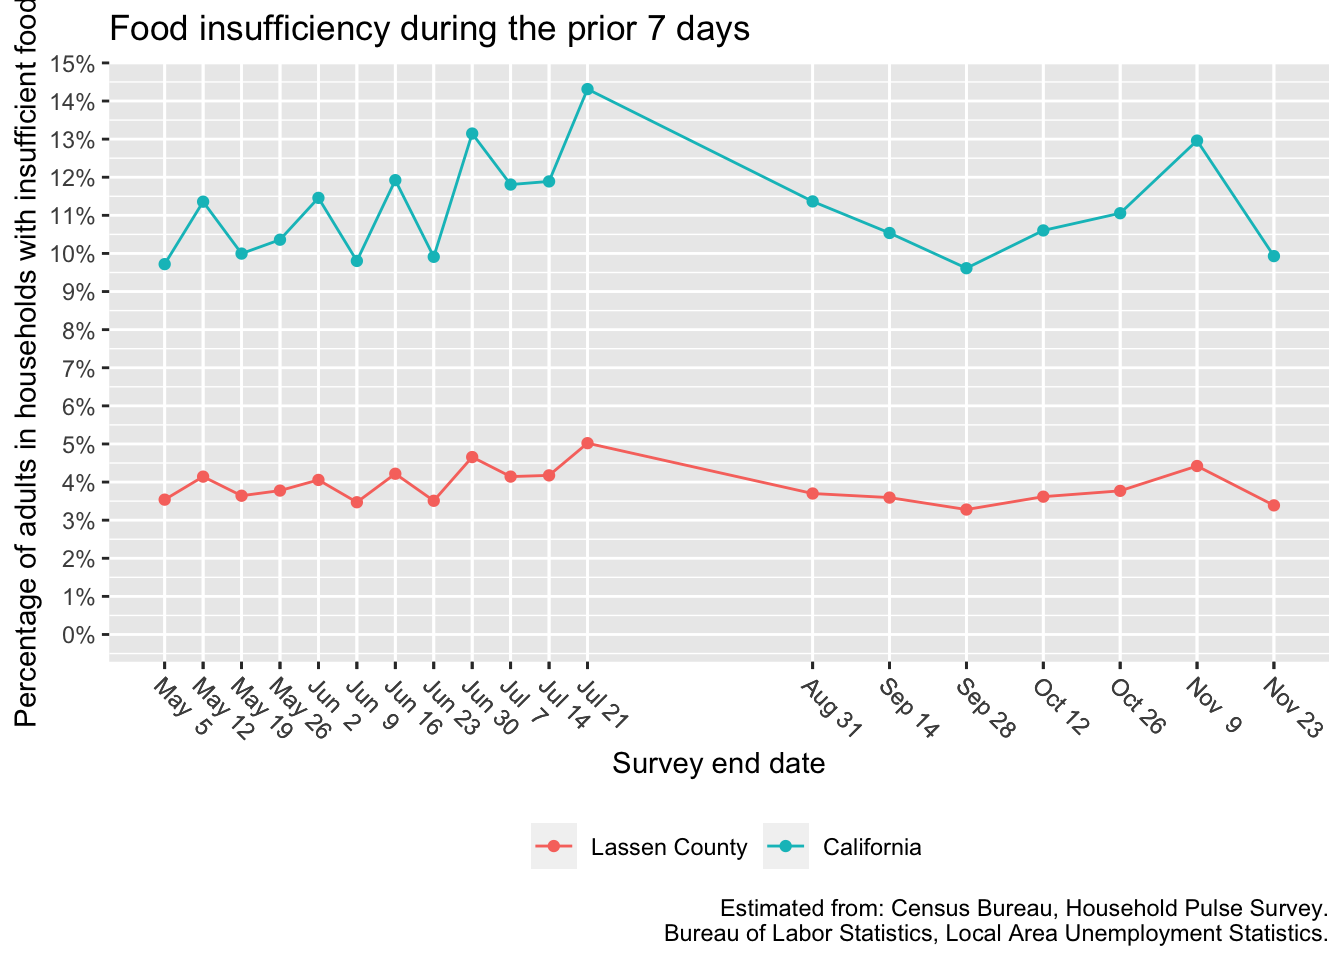 Food insufficiency during the prior 7 days
Percentage of adults in households with insufficient food
15%
14%
13%
12%
11%
10%
9%
8%
7%
6%
5%
4%
3%
2%
1%
0%
May 5
May 12
May 19
May 26
Jun 2
Jun 9
Jun 16
Jun 23
Jun 30
Jul 7
Jul 14
Jul 21
Aug 31
Sep 14
Sep 28
Oct 12
Oct 26
Nov 9
Nov 23
Survey end date
Lassen County
California
Estimated from: Census Bureau, Household Pulse Survey.
Bureau of Labor Statistics, Local Area Unemployment Statistics.